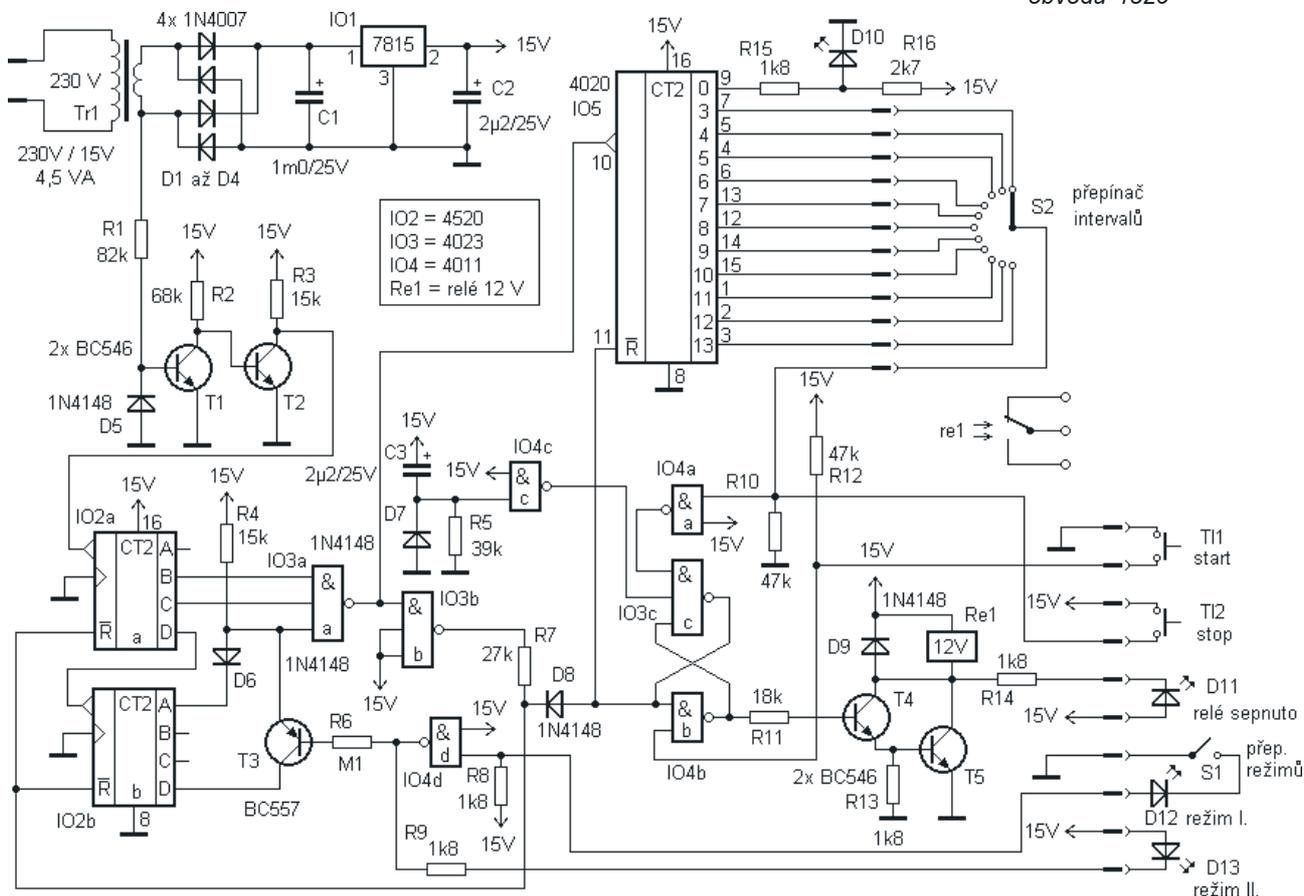 obvodu 4520
4x 1N4007
IO1
7815
1
2
3
15V
230 V
Tr1
+
C1
+
C2
2µ2/25V
230V / 15V
4,5 VA
D1 až D4
1m0/25V
R1
82k
15V
15V
68k
R2
R3
15k
2x BC546
T1
T2
1N4148
D5
IO2 = 4520
IO3 = 4023
IO4 = 4011
Re1 = relé 12 V
15V
16
4020
IO5
CT2
10
11
R
8
0
3
4
5
6
7
8
9
10
11
12
13
9
7
5
4
6
13
12
14
15
1
2
3
R15
1k8
D10
R16
2k7
15V
S2
přepínač
intervalů
15V
47k
R12
re1
15V
C3
+
2µ2/25V
15V
IO4c
&
c
D7
R5
39k
IO4a
&
a
15V
R10
47k
15V
IO2a
16
CT2
A
B
C
D
R
a
15V
R4
15k
IO3a
1N4148
&
a
1N4148
D6
IO3b
&
b
15V
IO3c
&
c
R7
27k
D8
1N4148
&
b
IO4b
18k
R11
15V
1N4148
D9
Re1
12V
T4
T5
2x BC546
R13
1k8
1k8
R14
Tl1
start
15V
Tl2
stop
D11
relé sepnuto
15V
přep.
režimů
S1
D12 režim I.
15V
D13
režim II.
CT2
A
B
C
D
R
b
IO2b
8
T3
BC557
R6
M1
&
d
IO4d
15V
R8
1k8
15V
R9
1k8